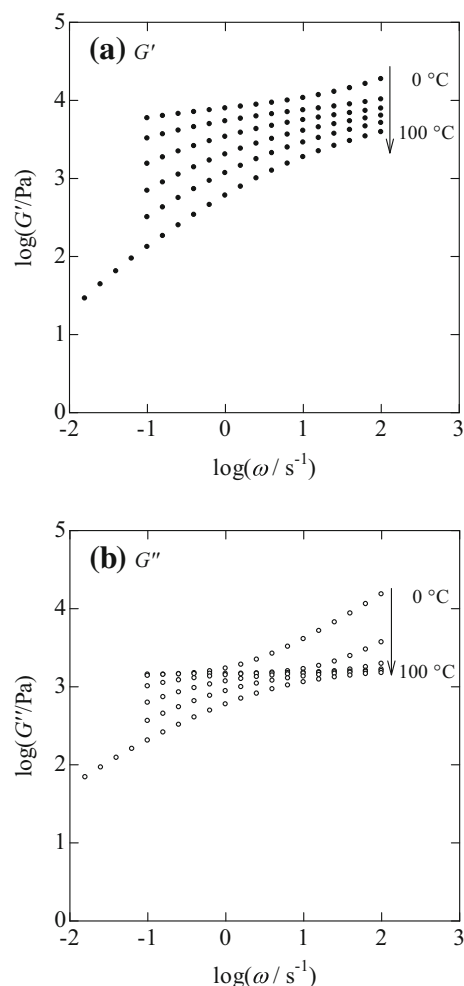 (a) G′
5
4
3
2
1
0
log(G′/Pa)
0 °C
100 °C
-2 -1 0 1 2 3
log(ω / s⁻¹)
(b) G″
5
4
3
2
1
0
log(G″/Pa)
0 °C
100 °C
-2 -1 0 1 2 3
log(ω / s⁻¹)